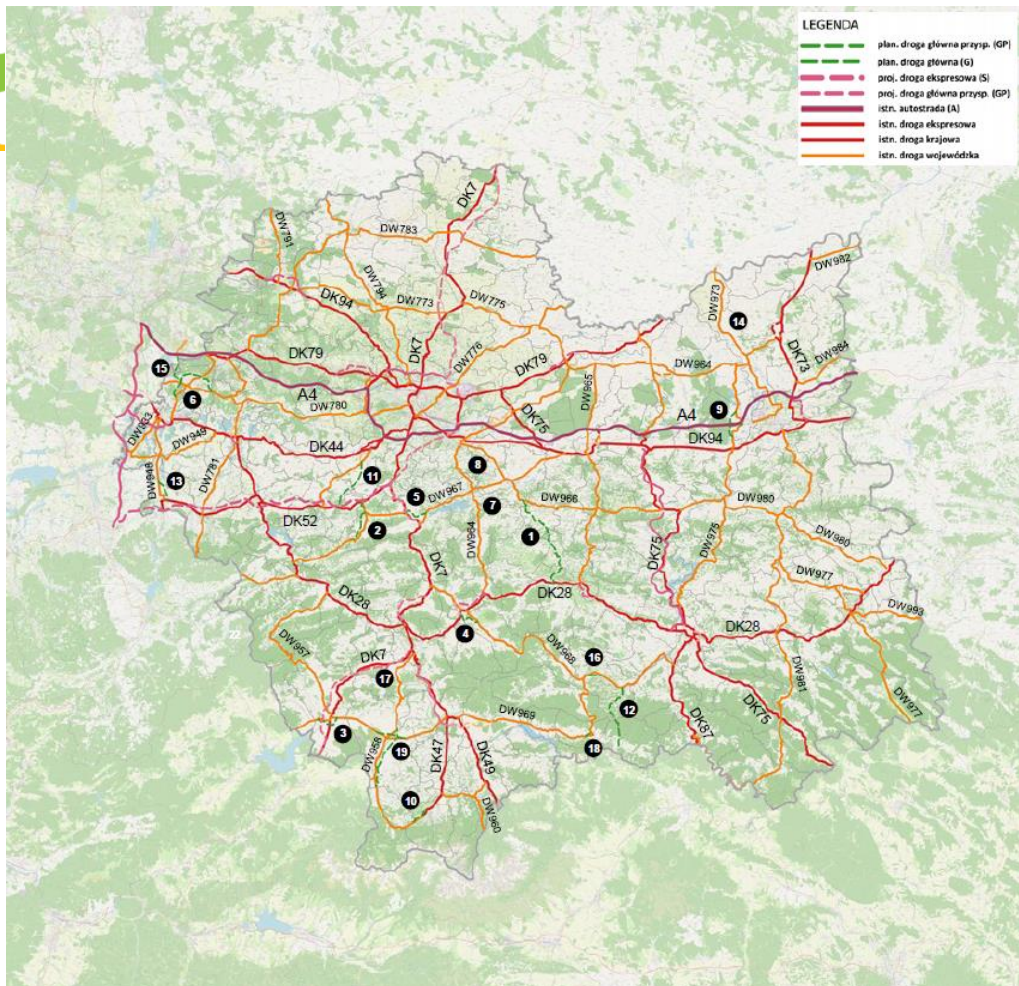 LEGENDA
plan. droga główna przysp. (GP)
plan. droga główna (G)
proj. droga ekspresowa (S)
proj. droga główna przysp. (GP)
istn. autostrada (A)
istn. droga ekspresowa
istn. droga krajowa
istn. droga wojewódzka
DK7
DW791
DW783
DW982
DW973
DK94
DW794
DW773
DW775
14
DK79
DK7
DW776
DK79
DW964
DK73
DW984
15
A4
DW965
6
DW780
DK75
9
A4
DW933
DW949
DK44
DK94
DW948
13
DW781
11
8
5
DW967
7
DW966
DW980
DK52
2
1
DK75
DW975
DW980
DW964
DK7
DW977
DK28
DK28
DW993
4
DK28
DW957
DW968
16
DK7
17
DW981
DW977
12
DK75
DK87
3
DW969
18
DW958
19
DK47
DK49
10
DW960